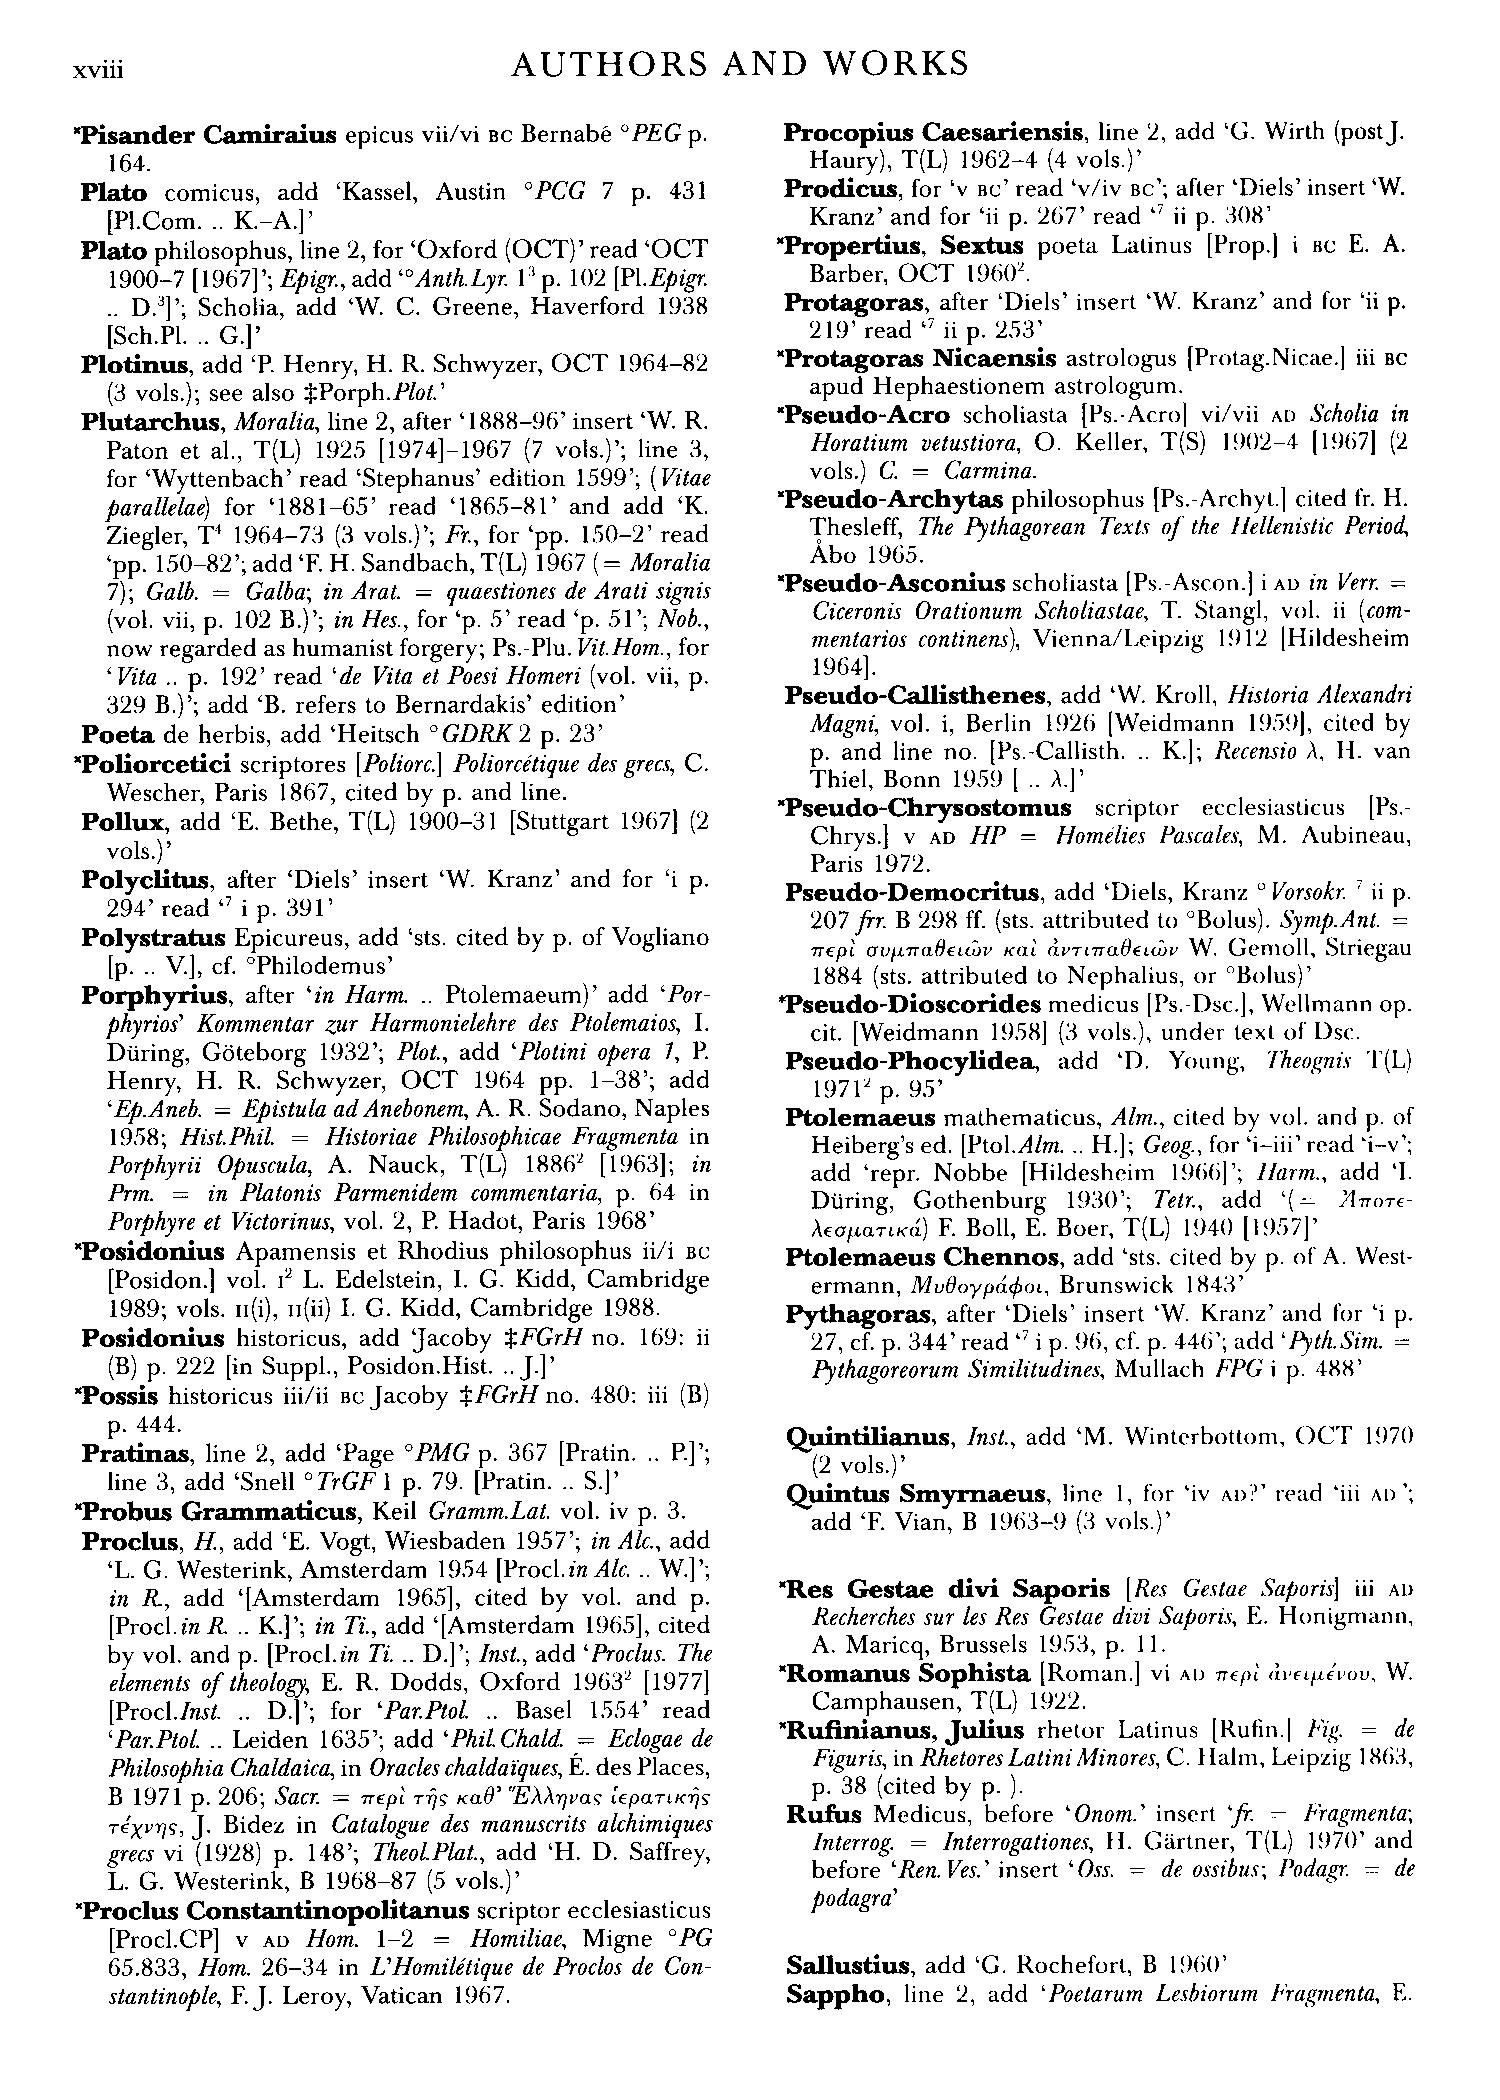 xviii
AUTHORS AND WORKS
*Pisander Camiraius epicus vii/vi BC Bernabé °PEG p.
164.
Plato comicus, add ‘Kassel, Austin °PCG 7 p. 431
[Pl.Com. .. K.–A.]’
Plato philosophus, line 2, for ‘Oxford (OCT)’ read ‘OCT
1900–7 [1967]’; Epigr., add ‘°Anth.Lyr. 1³ p. 102 [Pl.Epigr.
.. D.³]’; Scholia, add ‘W. C. Greene, Haverford 1938
[Sch.Pl. .. G.]’
Plotinus, add ‘P. Henry, H. R. Schwyzer, OCT 1964–82
(3 vols.); see also ‡Porph.Plot.’
Plutarchus, Moralia, line 2, after ‘1888–96’ insert ‘W. R.
Paton et al., T(L) 1925 [1974]–1967 (7 vols.)’; line 3,
for ‘Wyttenbach’ read ‘Stephanus’ edition 1599’; (Vitae
parallelae) for ‘1881–65’ read ‘1865–81’ and add ‘K.
Ziegler, T⁴ 1964–73 (3 vols.)’; Fr., for ‘pp. 150–2’ read
‘pp. 150–82’; add ‘F. H. Sandbach, T(L) 1967 (= Moralia
7); Galb. = Galba; in Arat. = quaestiones de Arati signis
(vol. vii, p. 102 B.)’; in Hes., for ‘p. 5’ read ‘p. 51’; Nob.,
now regarded as humanist forgery; Ps.-Plu. Vit.Hom., for
‘Vita .. p. 192’ read ‘de Vita et Poesi Homeri (vol. vii, p.
329 B.)’; add ‘B. refers to Bernardakis’ edition’
Poeta de herbis, add ‘Heitsch °GDRK 2 p. 23’
*Poliorcetici scriptores [Poliorc.] Poliorcétique des grecs, C.
Wescher, Paris 1867, cited by p. and line.
Pollux, add ‘E. Bethe, T(L) 1900–31 [Stuttgart 1967] (2
vols.)’
Polyclitus, after ‘Diels’ insert ‘W. Kranz’ and for ‘i p.
294’ read ‘⁷ i p. 391’
Polystratus Epicureus, add ‘sts. cited by p. of Vogliano
[p. .. V.], cf. °Philodemus’
Porphyrius, after ‘in Harm. .. Ptolemaeum)’ add ‘Por-
phyrios’ Kommentar zur Harmonielehre des Ptolemaios, I.
Düring, Göteborg 1932’; Plot., add ‘Plotini opera 1, P.
Henry, H. R. Schwyzer, OCT 1964 pp. 1–38’; add
‘Ep.Aneb. = Epistula ad Anebonem, A. R. Sodano, Naples
1958; Hist.Phil. = Historiae Philosophicae Fragmenta in
Porphyrii Opuscula, A. Nauck, T(L) 1886² [1963]; in
Prm. = in Platonis Parmenidem commentaria, p. 64 in
Porphyre et Victorinus, vol. 2, P. Hadot, Paris 1968’
*Posidonius Apamensis et Rhodius philosophus ii/i BC
[Posidon.] vol. I² L. Edelstein, I. G. Kidd, Cambridge
1989; vols. II(i), II(ii) I. G. Kidd, Cambridge 1988.
Posidonius historicus, add ‘Jacoby ‡FGrH no. 169: ii
(B) p. 222 [in Suppl., Posidon.Hist. .. J.]’
*Possis historicus iii/ii BC Jacoby ‡FGrH no. 480: iii (B)
p. 444.
Pratinas, line 2, add ‘Page °PMG p. 367 [Pratin. .. P.]’;
line 3, add ‘Snell °TrGF 1 p. 79. [Pratin. .. S.]’
*Probus Grammaticus, Keil Gramm.Lat. vol. iv p. 3.
Proclus, H., add ‘E. Vogt, Wiesbaden 1957’; in Alc., add
‘L. G. Westerink, Amsterdam 1954 [Procl.in Alc. .. W.]’;
in R., add ‘[Amsterdam 1965], cited by vol. and p.
[Procl.in R. .. K.]’; in Ti., add ‘[Amsterdam 1965], cited
by vol. and p. [Procl.in Ti. .. D.]’; Inst., add ‘Proclus. The
elements of theology, E. R. Dodds, Oxford 1963² [1977]
[Procl.Inst. .. D.]’; for ‘Par.Ptol. .. Basel 1554’ read
‘Par.Ptol. .. Leiden 1635’; add ‘Phil.Chald. = Eclogae de
Philosophia Chaldaica, in Oracles chaldaïques, É. des Places,
B 1971 p. 206; Sacr. = περὶ τῆς καθ’ Ἕλληνας ἱερατικῆς
τέχνης, J. Bidez in Catalogue des manuscrits alchimiques
grecs vi (1928) p. 148’; Theol.Plat., add ‘H. D. Saffrey,
L. G. Westerink, B 1968–87 (5 vols.)’
*Proclus Constantinopolitanus scriptor ecclesiasticus
[Procl.CP] v AD Hom. 1–2 = Homiliae, Migne °PG
65.833, Hom. 26–34 in L’Homilétique de Proclos de Con-
stantinople, F. J. Leroy, Vatican 1967.
Procopius Caesariensis, line 2, add ‘G. Wirth (post J.
Haury), T(L) 1962–4 (4 vols.)’
Prodicus, for ‘v BC’ read ‘v/iv BC’; after ‘Diels’ insert ‘W.
Kranz’ and for ‘ii p. 267’ read ‘⁷ ii p. 308’
*Propertius, Sextus poeta Latinus [Prop.] i BC E. A.
Barber, OCT 1960².
Protagoras, after ‘Diels’ insert ‘W. Kranz’ and for ‘ii p.
219’ read ‘⁷ ii p. 253’
*Protagoras Nicaensis astrologus [Protag.Nicae.] iii BC
apud Hephaestionem astrologum.
*Pseudo-Acro scholiasta [Ps.-Acro] vi/vii AD Scholia in
Horatium vetustiora, O. Keller, T(S) 1902–4 [1967] (2
vols.) C. = Carmina.
*Pseudo-Archytas philosophus [Ps.-Archyt.] cited fr. H.
Thesleff, The Pythagorean Texts of the Hellenistic Period,
Åbo 1965.
*Pseudo-Asconius scholiasta [Ps.-Ascon.] i AD in Verr. =
Ciceronis Orationum Scholiastae, T. Stangl, vol. ii (com-
mentarios continens), Vienna/Leipzig 1912 [Hildesheim
1964].
Pseudo-Callisthenes, add ‘W. Kroll, Historia Alexandri
Magni, vol. i, Berlin 1926 [Weidmann 1959], cited by
p. and line no. [Ps.-Callisth. .. K.]; Recensio λ, H. van
Thiel, Bonn 1959 [ .. λ.]’
*Pseudo-Chrysostomus scriptor ecclesiasticus [Ps.-
Chrys.] v AD HP = Homélies Pascales, M. Aubineau,
Paris 1972.
Pseudo-Democritus, add ‘Diels, Kranz °Vorsokr. ⁷ ii p.
207 frr. B 298 ff. (sts. attributed to °Bolus). Symp.Ant. =
περὶ συμπαθειῶν καὶ ἀντιπαθειῶν W. Gemoll, Striegau
1884 (sts. attributed to Nephalius, or °Bolus)’
*Pseudo-Dioscorides medicus [Ps.-Dsc.], Wellmann op.
cit. [Weidmann 1958] (3 vols.), under text of Dsc.
Pseudo-Phocylidea, add ‘D. Young, Theognis T(L)
1971² p. 95’
Ptolemaeus mathematicus, Alm., cited by vol. and p. of
Heiberg’s ed. [Ptol.Alm. .. H.]; Geog., for ‘i–iii’ read ‘i–v’;
add ‘repr. Nobbe [Hildesheim 1966]’; Harm., add ‘I.
Düring, Gothenburg 1930’; Tetr., add ‘(= Ἀποτε-
λεσματικά) F. Boll, E. Boer, T(L) 1940 [1957]’
Ptolemaeus Chennos, add ‘sts. cited by p. of A. West-
ermann, Μυθογράφοι, Brunswick 1843’
Pythagoras, after ‘Diels’ insert ‘W. Kranz’ and for ‘i p.
27, cf. p. 344’ read ‘⁷ i p. 96, cf. p. 446’; add ‘Pyth.Sim. =
Pythagoreorum Similitudines, Mullach FPG i p. 488’
Quintilianus, Inst., add ‘M. Winterbottom, OCT 1970
(2 vols.)’
Quintus Smyrnaeus, line 1, for ‘iv AD?’ read ‘iii AD’;
add ‘F. Vian, B 1963–9 (3 vols.)’
*Res Gestae divi Saporis [Res Gestae Saporis] iii AD
Recherches sur les Res Gestae divi Saporis, E. Honigmann,
A. Maricq, Brussels 1953, p. 11.
*Romanus Sophista [Roman.] vi AD περὶ ἀνειμένου, W.
Camphausen, T(L) 1922.
*Rufinianus, Julius rhetor Latinus [Rufin.] Fig. = de
Figuris, in Rhetores Latini Minores, C. Halm, Leipzig 1863,
p. 38 (cited by p. ).
Rufus Medicus, before ‘Onom.’ insert ‘fr. = Fragmenta;
Interrog. = Interrogationes, H. Gärtner, T(L) 1970’ and
before ‘Ren. Ves.’ insert ‘Oss. = de ossibus; Podagr. = de
podagra’
Sallustius, add ‘G. Rochefort, B 1960’
Sappho, line 2, add ‘Poetarum Lesbiorum Fragmenta, E.